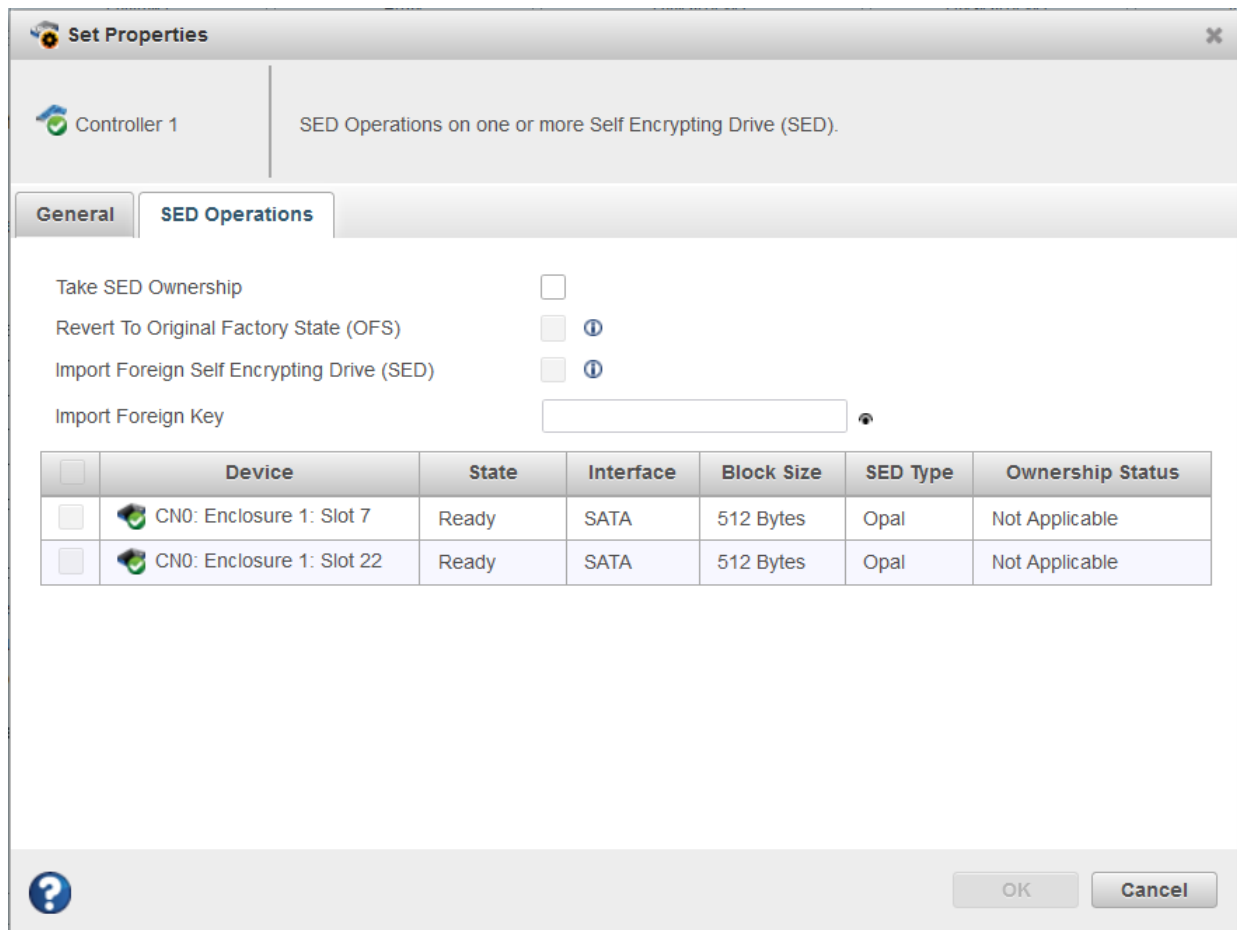 Set Properties
Controller 1
SED Operations on one or more Self Encrypting Drive (SED).
General SED Operations
Take SED Ownership
Revert To Original Factory State (OFS)
Import Foreign Self Encrypting Drive (SED)
Import Foreign Key
Device State Interface Block Size SED Type Ownership Status
CN0: Enclosure 1: Slot 7 Ready SATA 512 Bytes Opal Not Applicable
CN0: Enclosure 1: Slot 22 Ready SATA 512 Bytes Opal Not Applicable
OK Cancel